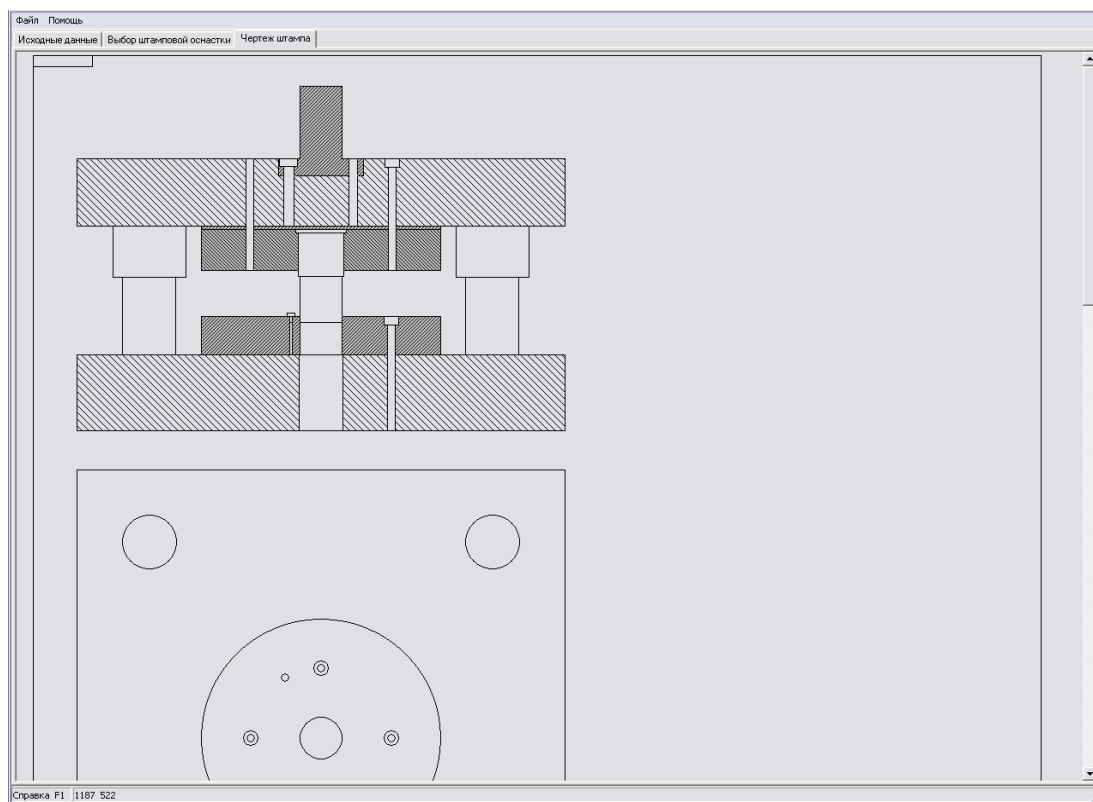 Файл Помощь
Исходные данные Выбор штамповой оснастки Чертеж штампа
Справка F1 1187 522